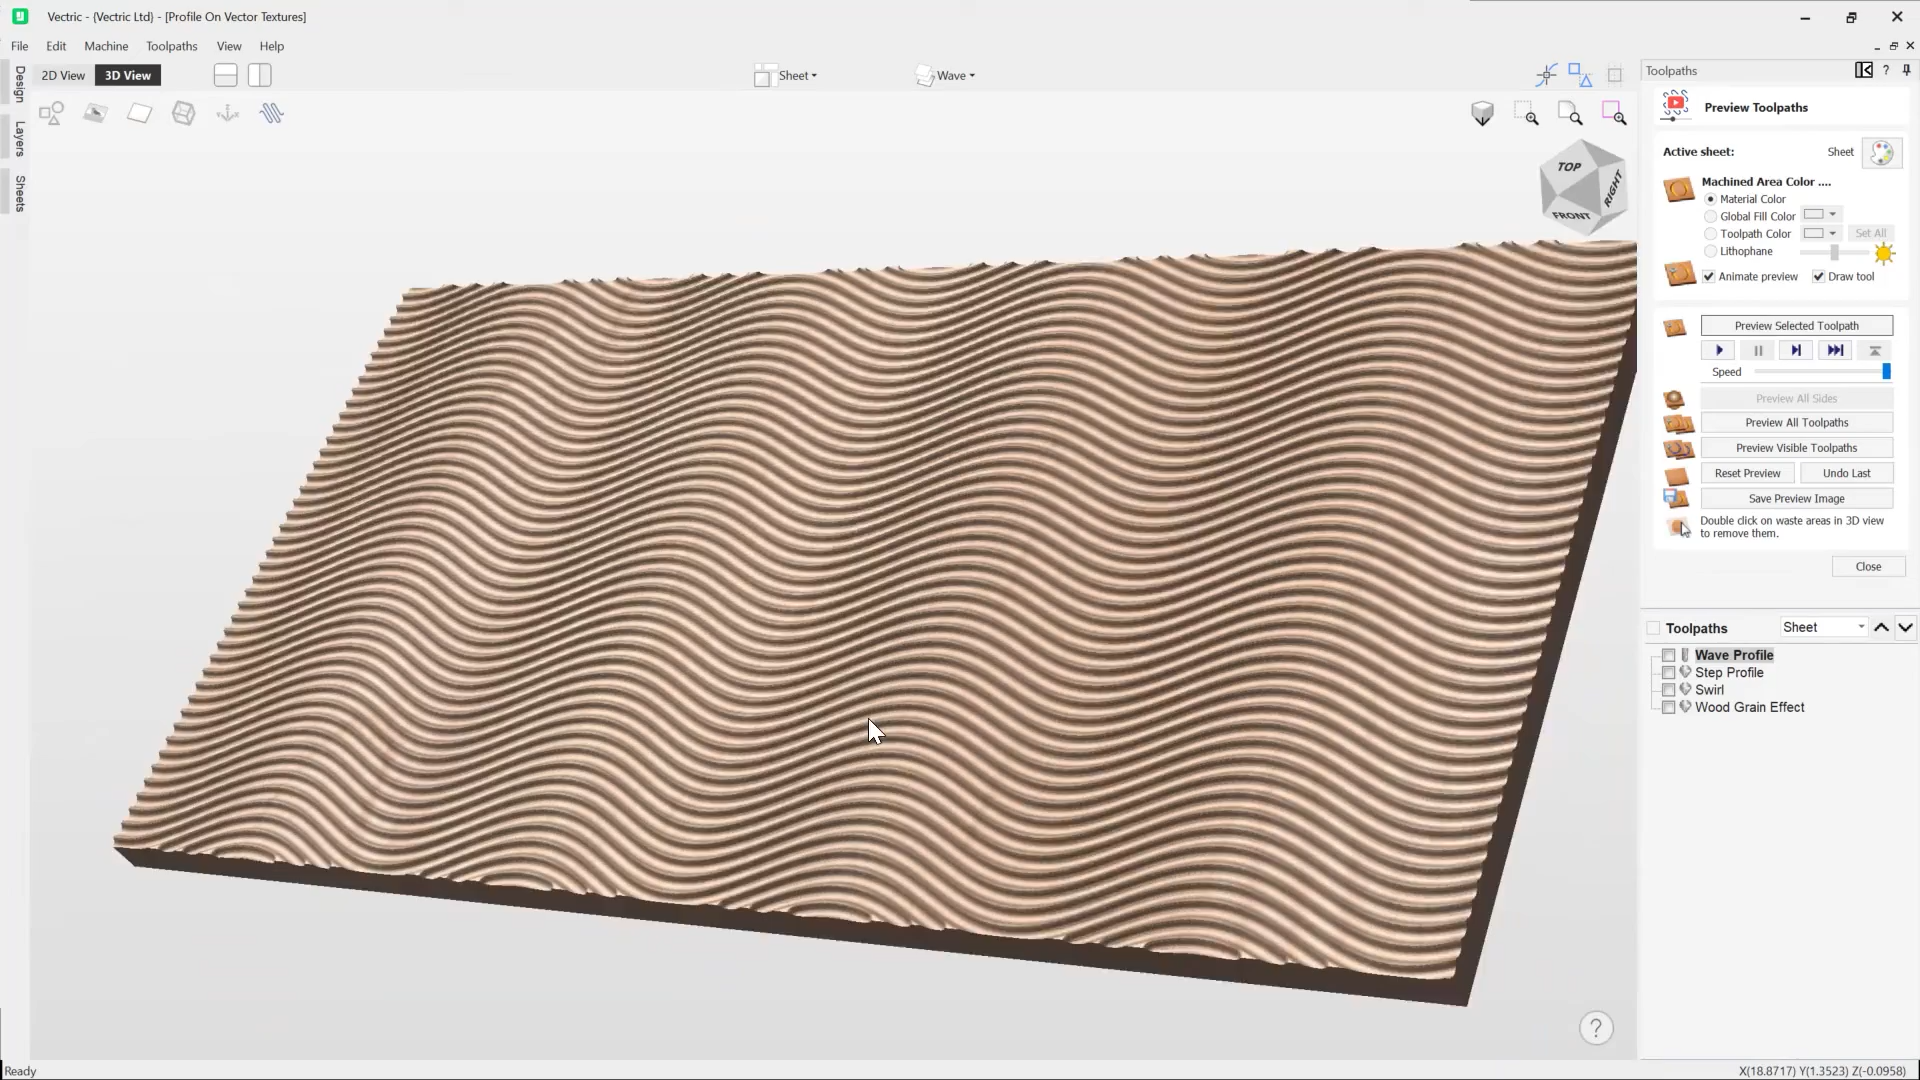 Vectric - {Vectric Ltd} - [Profile On Vector Textures]
File Edit Machine Toolpaths View Help
2D View 3D View Sheet Wave
Design
Layers
Sheets
TOP
FRONT
RIGHT
Toolpaths ?
Preview Toolpaths
Active sheet: Sheet
Machined Area Color ....
Material Color
Global Fill Color
Toolpath Color Set All
Lithophane
Animate preview Draw tool
Preview Selected Toolpath
Speed
Preview All Sides
Preview All Toolpaths
Preview Visible Toolpaths
Reset Preview Undo Last
Save Preview Image
Double click on waste areas in 3D view
to remove them.
Close
Toolpaths Sheet
Wave Profile
Step Profile
Swirl
Wood Grain Effect
?
Ready X(18.8717) Y(1.3523) Z(-0.0958)